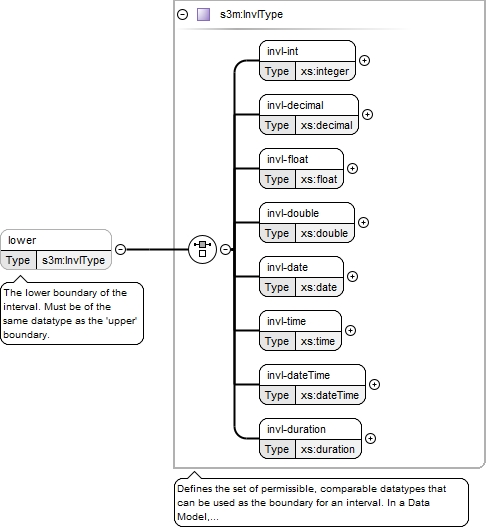 s3m:InvlType
invl-int
Type xs:integer
invl-decimal
Type xs:decimal
invl-float
Type xs:float
invl-double
Type xs:double
lower
Type s3m:InvlType
The lower boundary of the
interval. Must be of the
same datatype as the 'upper'
boundary.
invl-date
Type xs:date
invl-time
Type xs:time
invl-dateTime
Type xs:dateTime
invl-duration
Type xs:duration
Defines the set of permissible, comparable datatypes that
can be used as the boundary for an interval. In a Data
Model,...